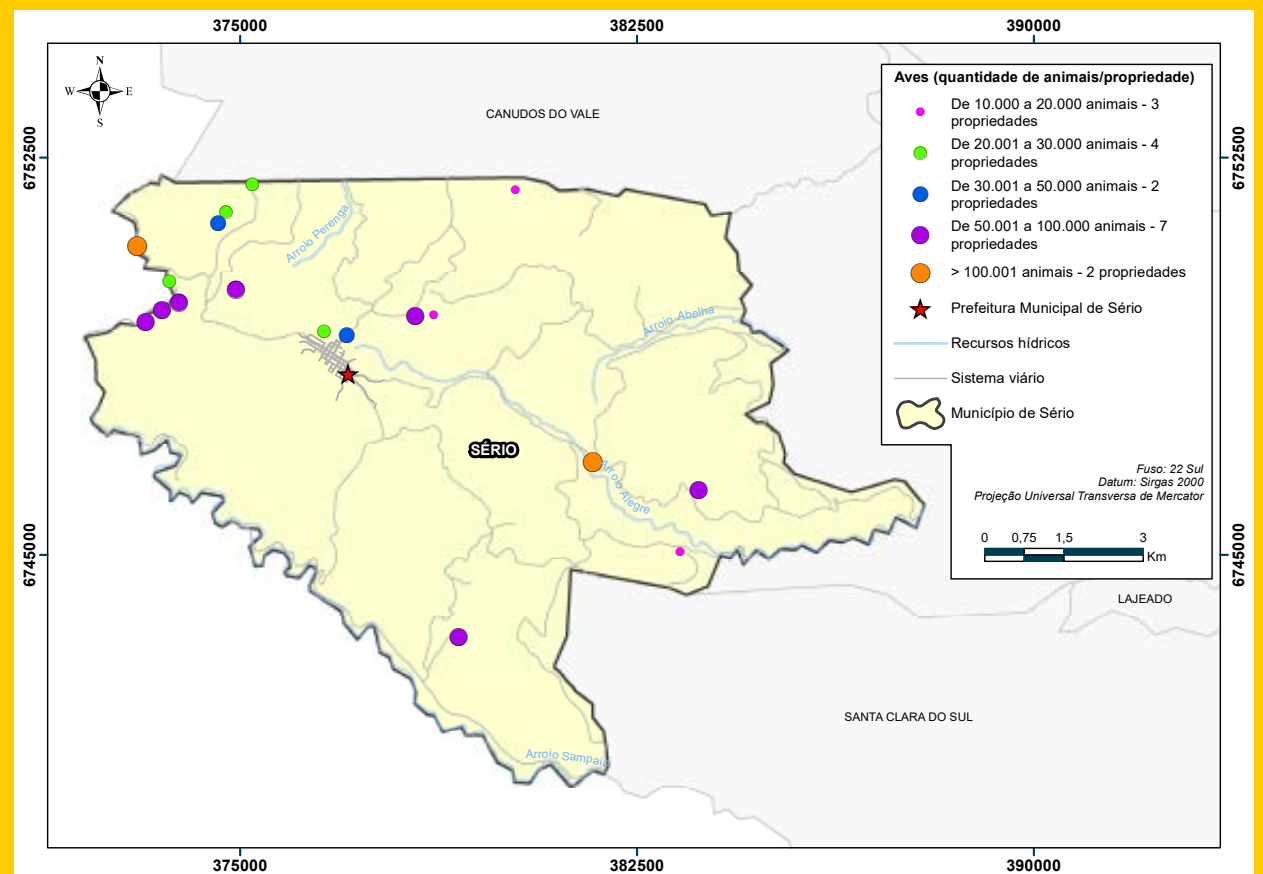 375000
382500
390000
N
W
E
S
CANUDOS DO VALE
Aves (quantidade de animais/propriedade)
De 10.000 a 20.000 animais - 3
propriedades
De 20.001 a 30.000 animais - 4
propriedades
De 30.001 a 50.000 animais - 2
propriedades
De 50.001 a 100.000 animais - 7
propriedades
> 100.001 animais - 2 propriedades
Prefeitura Municipal de Sério
Recursos hídricos
Sistema viário
Município de Sério
Fuso: 22 Sul
Datum: Sirgas 2000
Projeção Universal Transversa de Mercator
0 0,75 1,5 3
Km
6752500
6752500
Arroio Perenga
Arroio Abelha
SÉRIO
Arroio Alegre
6745000
6745000
LAJEADO
SANTA CLARA DO SUL
Arroio Sampaio
375000
382500
390000